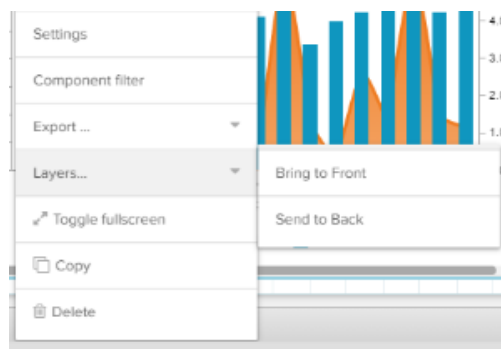 Settings
Component filter
Export ...
Layers...
Toggle fullscreen
Copy
Delete
Bring to Front
Send to Back